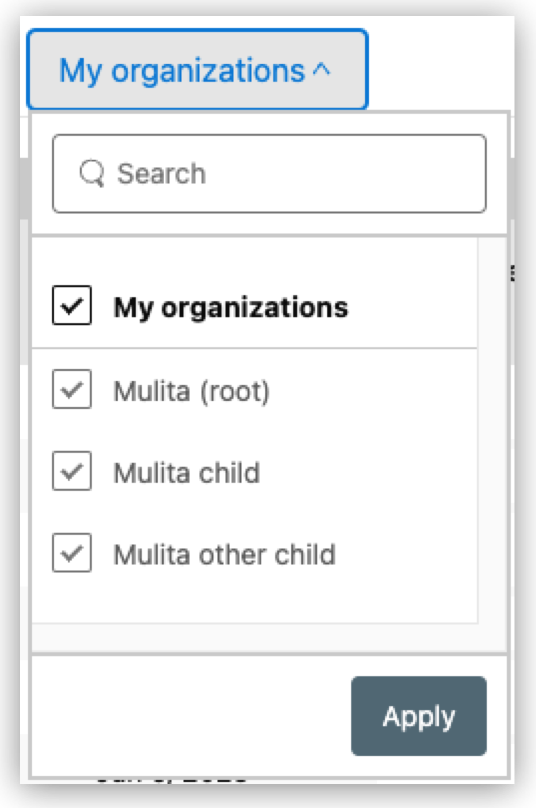 My organizations
Search
My organizations
Mulita (root)
Mulita child
Mulita other child
Apply